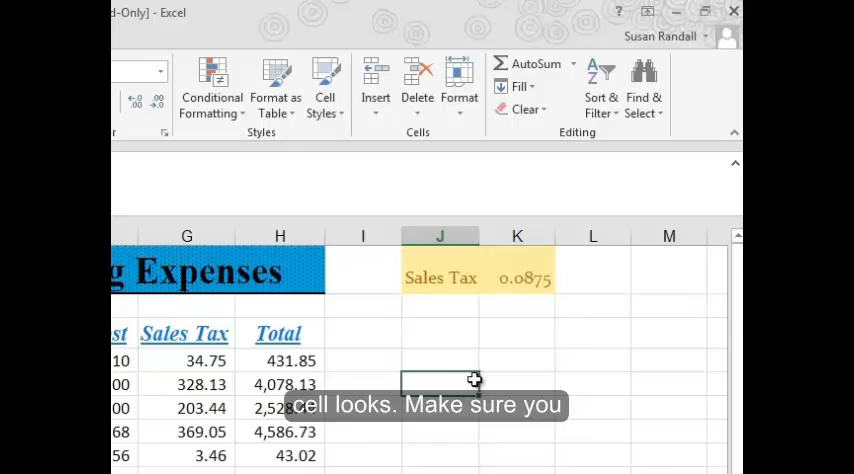 d-Only] - Excel
?
Susan Randall
AutoSum
Fill
Clear
Conditional Formatting
Format as Table
Cell Styles
Insert
Delete
Format
Sort & Filter
Find & Select
Styles
Cells
Editing
G H I J K L M
g Expenses
Sales Tax 0.0875
st Sales Tax Total
10 34.75 431.85
00 328.13 4,078.13
00 203.44
68 369.05 4,586.73
56 3.46 43.02
cell looks. Make sure you